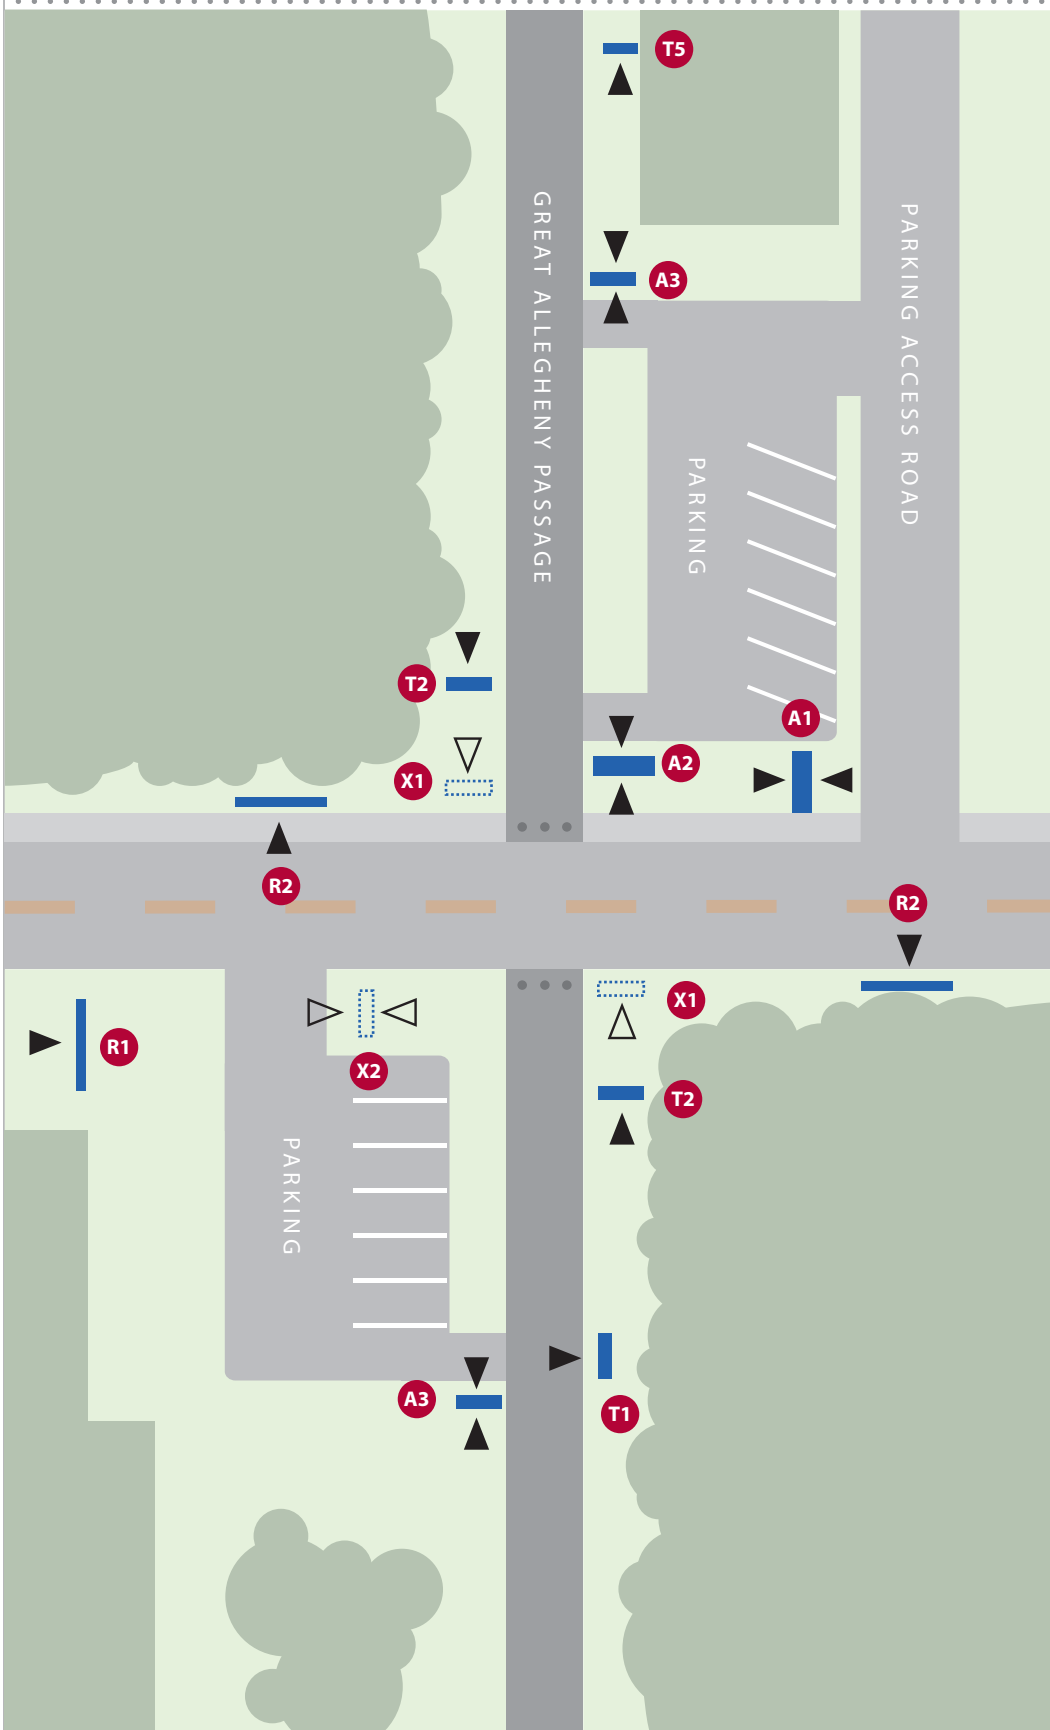 T5
GREAT ALLEGHENY PASSAGE
PARKING ACCESS ROAD
A3
PARKING
T2
A1
A2
X1
R2
R2
X1
R1
X2
T2
PARKING
A3
T1